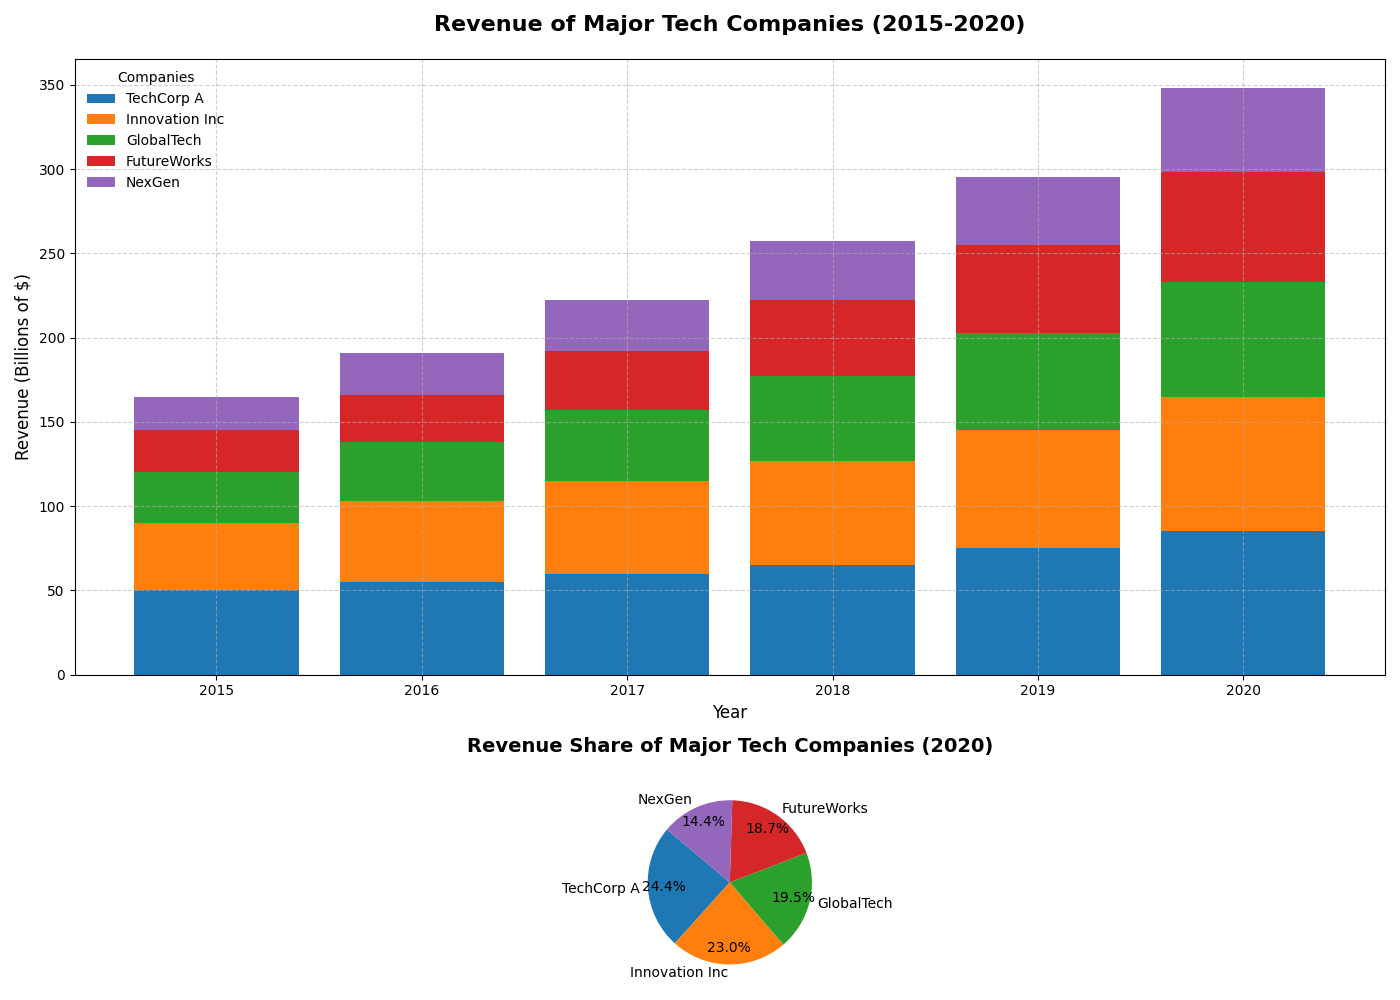 Revenue of Major Tech Companies (2015-2020)
Revenue (Billions of $)
350
300
250
200
150
100
50
0
Companies
TechCorp A
Innovation Inc
GlobalTech
FutureWorks
NexGen
2015 2016 2017 2018 2019 2020
Year
Revenue Share of Major Tech Companies (2020)
NexGen
14.4%
FutureWorks
18.7%
TechCorp A
24.4%
GlobalTech
19.5%
Innovation Inc
23.0%